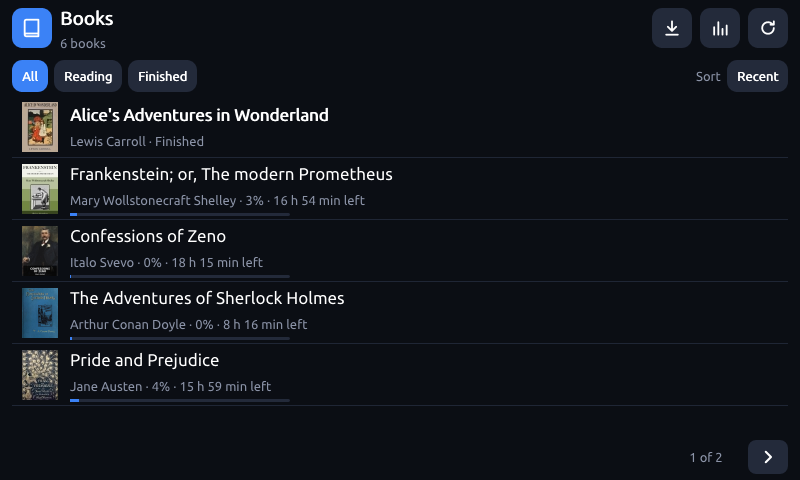 Books
6 books
All Reading Finished Sort Recent
Alice's Adventures in Wonderland
Lewis Carroll · Finished
Frankenstein; or, The modern Prometheus
Mary Wollstonecraft Shelley · 3% · 16 h 54 min left
Confessions of Zeno
Italo Svevo · 0% · 18 h 15 min left
The Adventures of Sherlock Holmes
Arthur Conan Doyle · 0% · 8 h 16 min left
Pride and Prejudice
Jane Austen · 4% · 15 h 59 min left
1 of 2